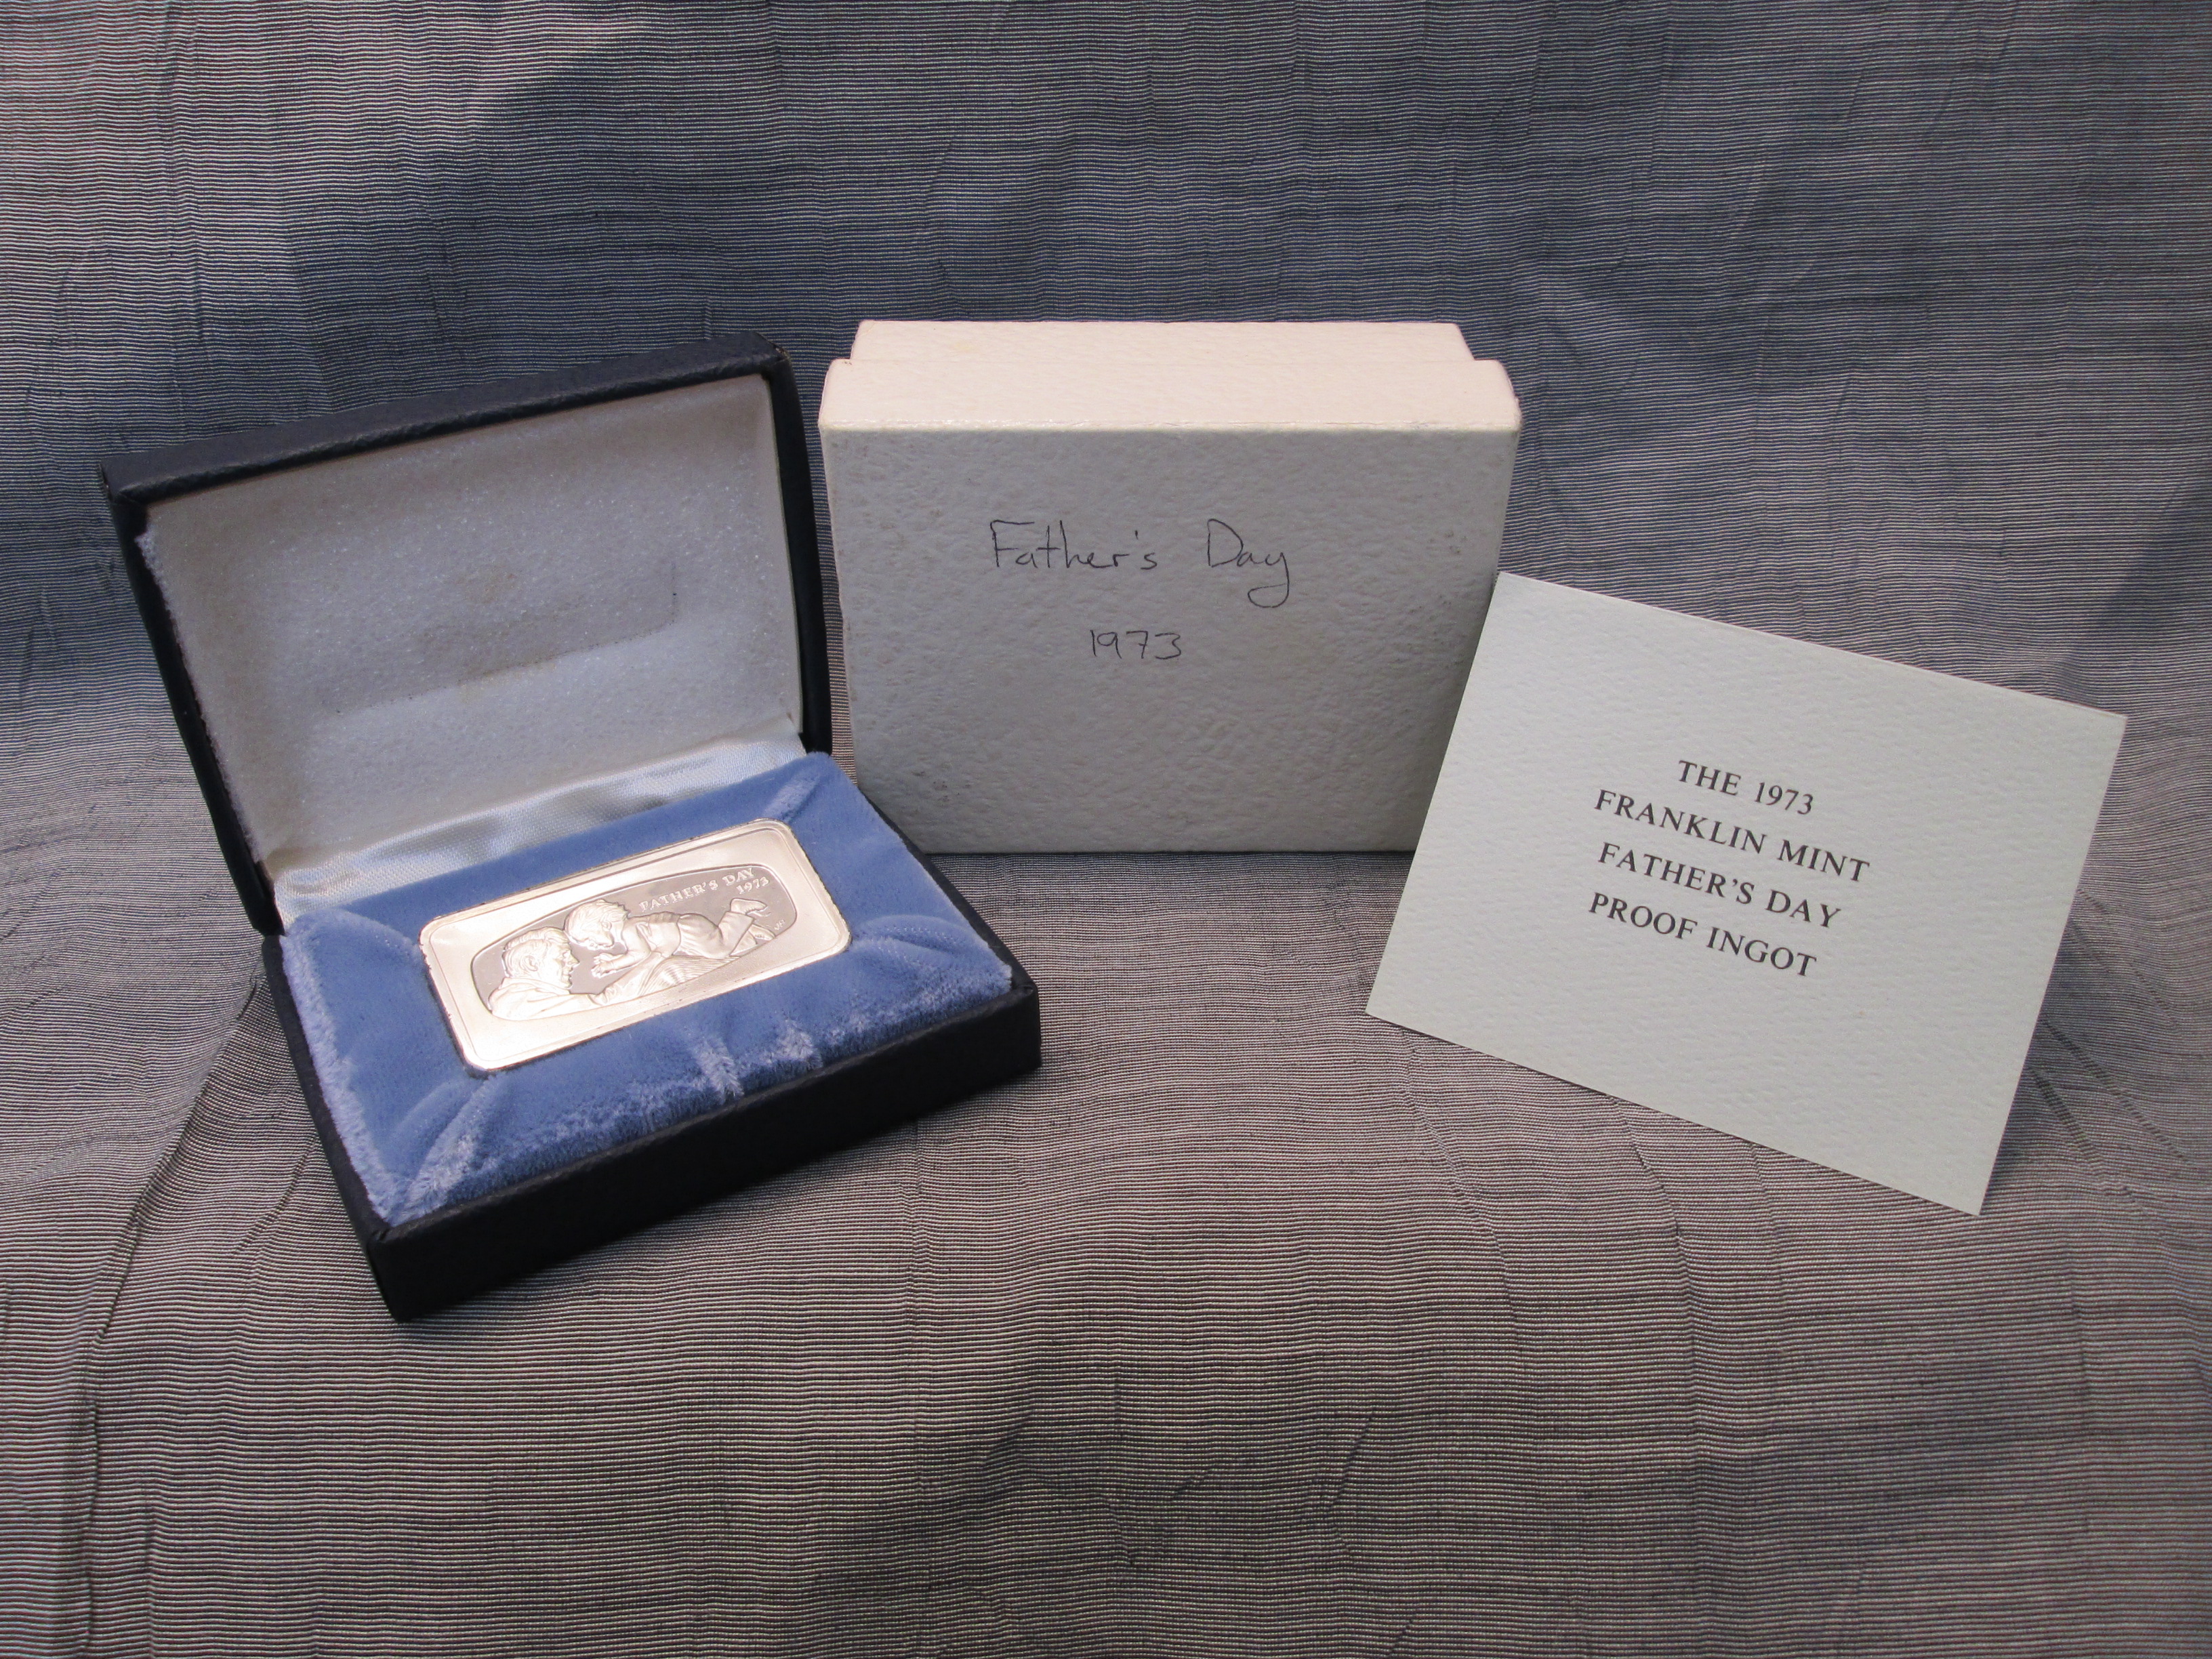 FATHER'S DAY
1973
Father's Day
1973
THE 1973
FRANKLIN MINT
FATHER'S DAY
PROOF INGOT